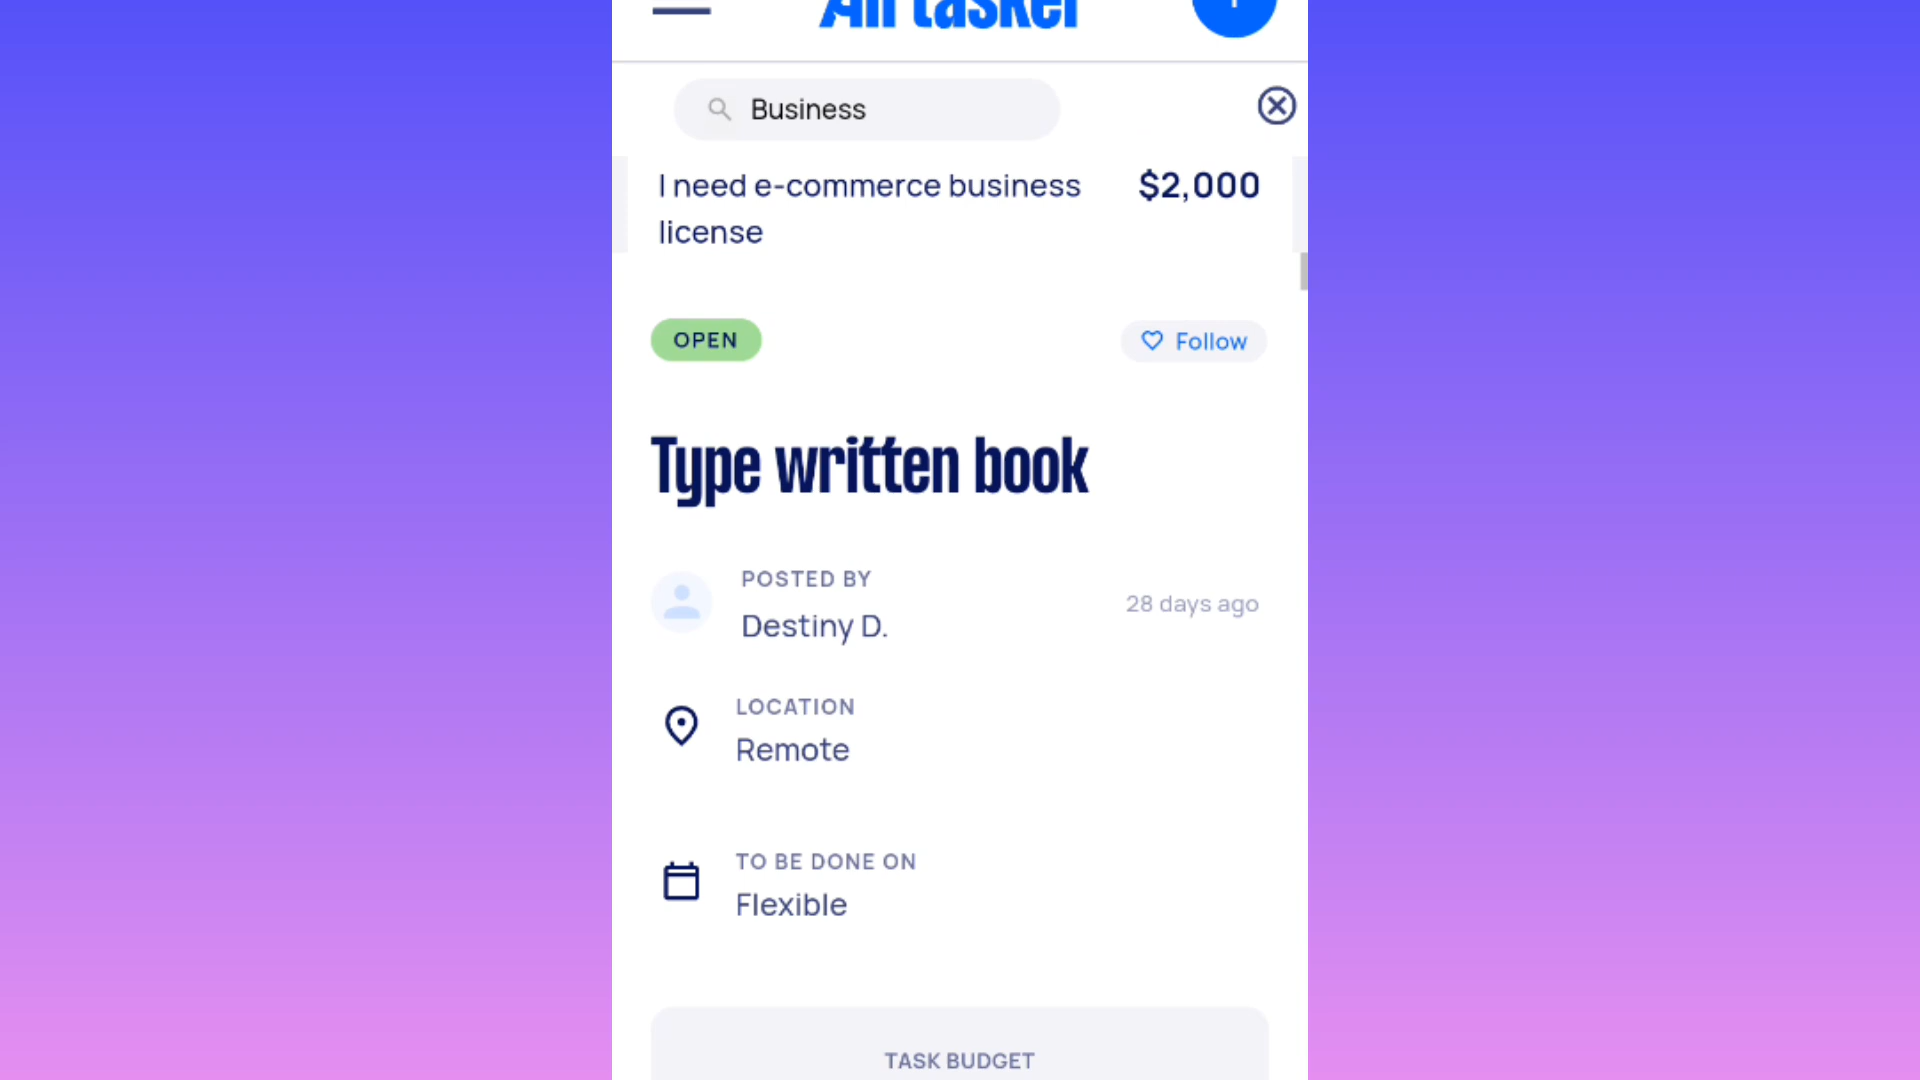 Airtasker
Business
I need e-commerce business $2,000
license
OPEN Follow
Type written book
POSTED BY
Destiny D.
28 days ago
LOCATION
Remote
TO BE DONE ON
Flexible
TASK BUDGET